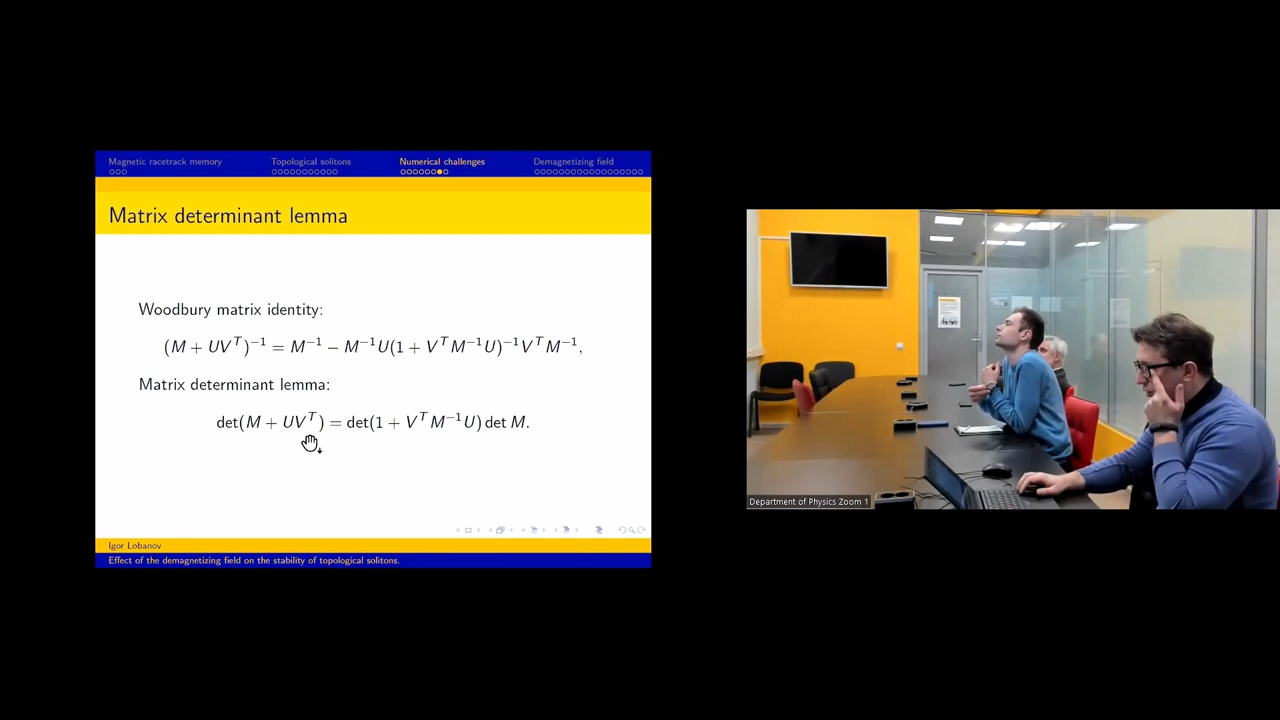 Magnetic racetrack memory
Topological solitons
Numerical challenges
Demagnetizing field
Matrix determinant lemma
Woodbury matrix identity:
(M + UV^T)^{-1} = M^{-1} − M^{-1}U(1 + V^T M^{-1}U)^{-1}V^T M^{-1},
Matrix determinant lemma:
det(M + UV^T) = det(1 + V^T M^{-1}U) det M.
Igor Lobanov
Effect of the demagnetizing field on the stability of topological solitons.
Department of Physics Zoom 1